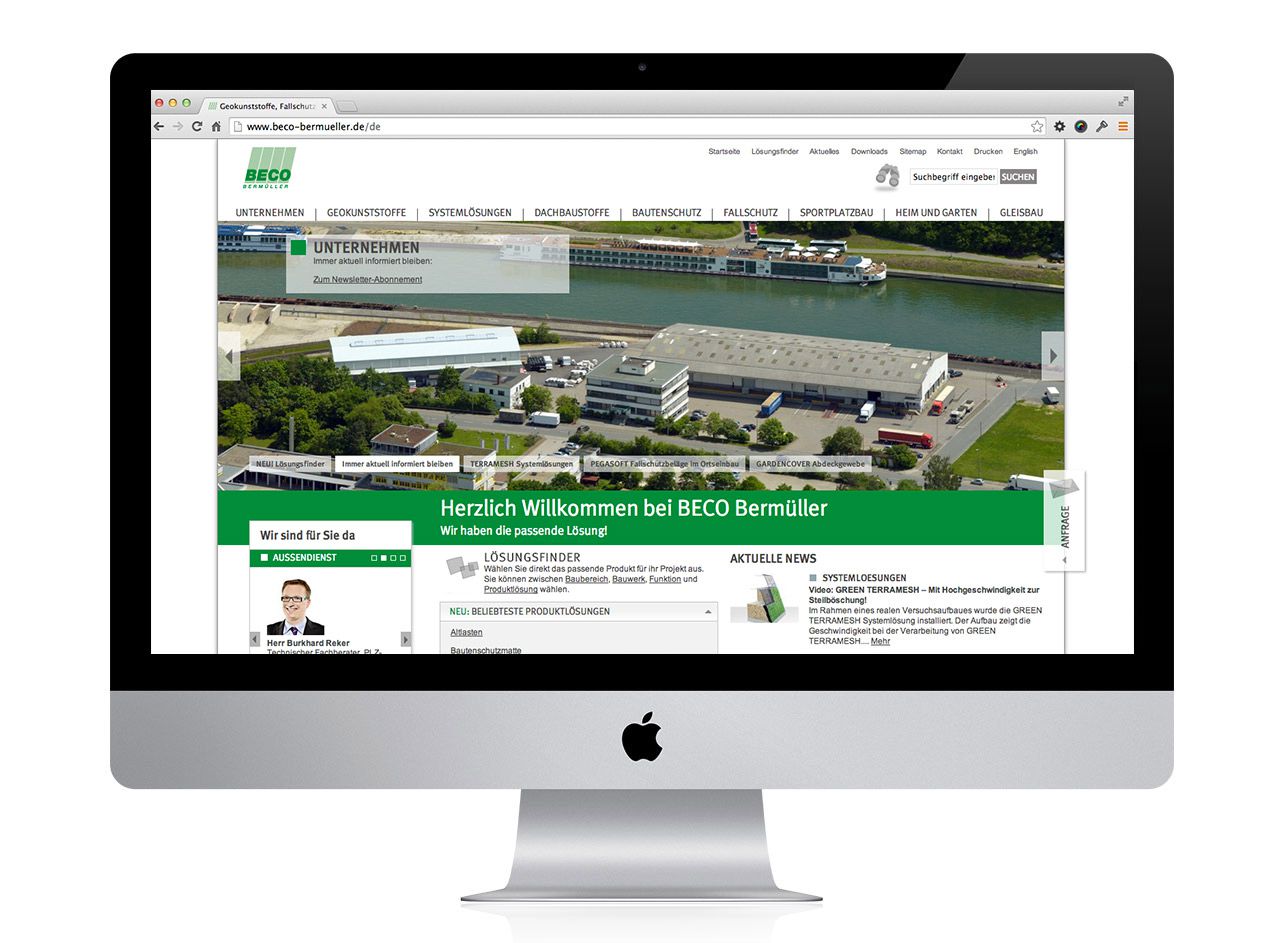 Geokunststoffe, Fallschutz
www.beco-bermueller.de/de
BECO
BERMÜLLER
Startseite Lösungsfinder Aktuelles Downloads Sitemap Kontakt Drucken English
Suchbegriff eingeber SUCHEN
UNTERNEHMEN GEOKUNSTSTOFFE SYSTEMLÖSUNGEN DACHBAUSTOFFE BAUTENSCHUTZ FALLSCHUTZ SPORTPLATZBAU HEIM UND GARTEN GLEISBAU
UNTERNEHMEN
Immer aktuell informiert bleiben:
Zum Newsletter-Abonnement
NEU! Lösungsfinder Immer aktuell informiert bleiben TERRAMESH Systemlösungen PEGASOFT Fallschutzbeläge im Ortseinbau GARDENCOVER Abdeckgewebe
Herzlich Willkommen bei BECO Bermüller
Wir haben die passende Lösung!
ANFRAGE
Wir sind für Sie da
AUSSENDIENST
Herr Burkhard Reker
Technischer Fachberater, PLZ-
LÖSUNGSFINDER
Wählen Sie direkt das passende Produkt für ihr Projekt aus.
Sie können zwischen Baubereich, Bauwerk, Funktion und
Produktlösung wählen.
NEU: BELIEBTESTE PRODUKTLÖSUNGEN
Altlasten
Bautenschutzmatte
AKTUELLE NEWS
SYSTEMLOESUNGEN
Video: GREEN TERRAMESH – Mit Hochgeschwindigkeit zur
Steilböschung!
Im Rahmen eines realen Versuchsaufbaues wurde die GREEN
TERRAMESH Systemlösung installiert. Der Aufbau zeigt die
Geschwindigkeit bei der Verarbeitung von GREEN
TERRAMESH.... Mehr